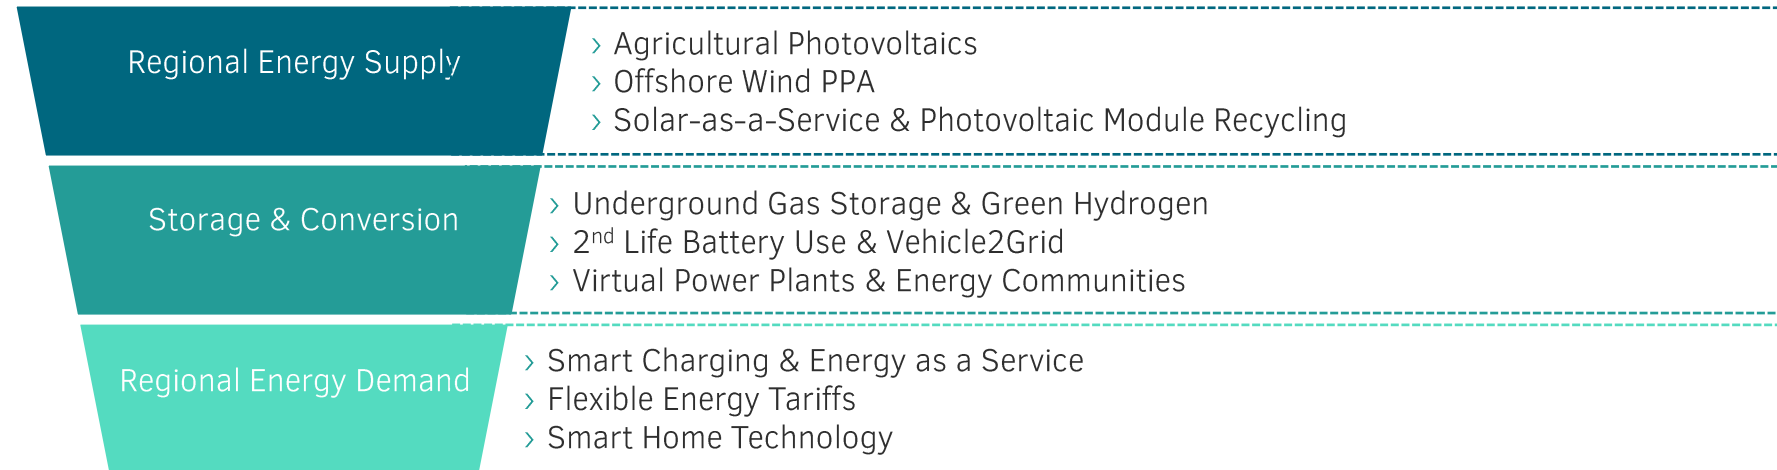 Regional Energy Supply
› Agricultural Photovoltaics
› Offshore Wind PPA
› Solar-as-a-Service & Photovoltaic Module Recycling
Storage & Conversion
› Underground Gas Storage & Green Hydrogen
› 2nd Life Battery Use & Vehicle2Grid
› Virtual Power Plants & Energy Communities
Regional Energy Demand
› Smart Charging & Energy as a Service
› Flexible Energy Tariffs
› Smart Home Technology